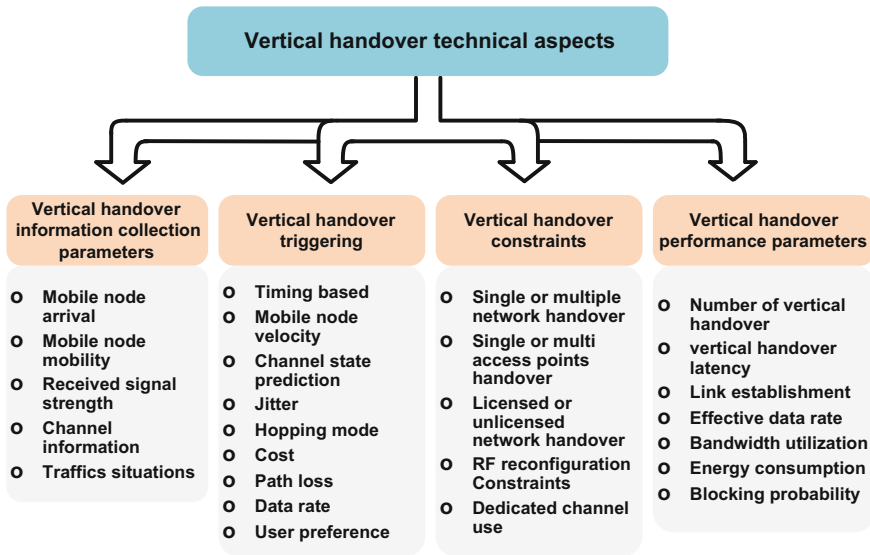 Vertical handover technical aspects
Vertical handover
information collection
parameters
o Mobile node
arrival
o Mobile node
mobility
o Received signal
strength
o Channel
information
o Traffics situations
Vertical handover
triggering
o Timing based
o Mobile node
velocity
o Channel state
prediction
o Jitter
o Hopping mode
o Cost
o Path loss
o Data rate
o User preference
Vertical handover
constraints
o Single or multiple
network handover
o Single or multi
access points
handover
o Licensed or
unlicensed
network handover
o RF reconfiguration
Constraints
o Dedicated channel
use
Vertical handover
performance parameters
o Number of vertical
handover
o vertical handover
latency
o Link establishment
o Effective data rate
o Bandwidth utilization
o Energy consumption
o Blocking probability